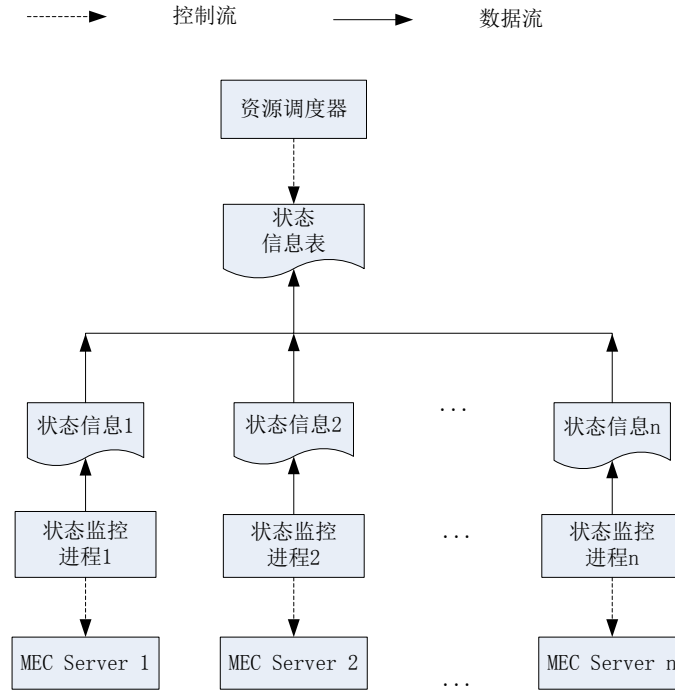 控制流
数据流
资源调度器
状态
信息表
状态信息1
状态信息2
...
状态信息n
状态监控
进程1
状态监控
进程2
...
状态监控
进程n
MEC Server 1
MEC Server 2
...
MEC Server n